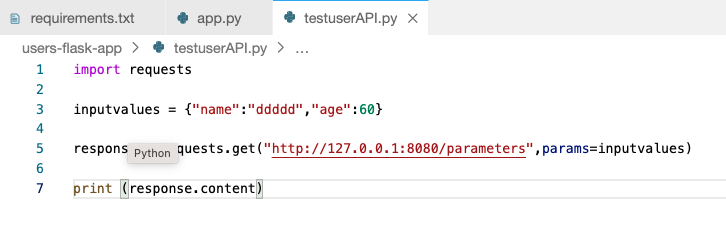 requirements.txt
app.py
testuserAPI.py
users-flask-app > testuserAPI.py > ...
1 import requests
2
3 inputvalues = {"name":"ddddd","age":60}
4
5 respons Python quests.get("http://127.0.0.1:8080/parameters",params=inputvalues)
6
7 print (response.content)